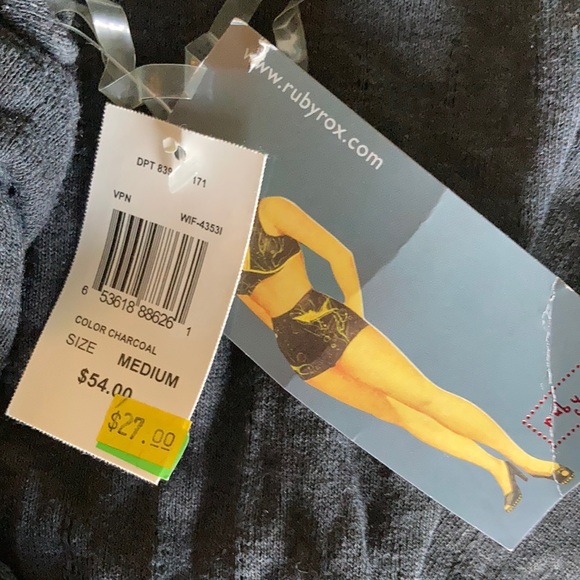 DPT 83 171
VPN
WIF-4353I
6 53618 88626 1
COLOR CHARCOAL
SIZE MEDIUM
$54.00
$27.00
www.rubyrox.com
ruby